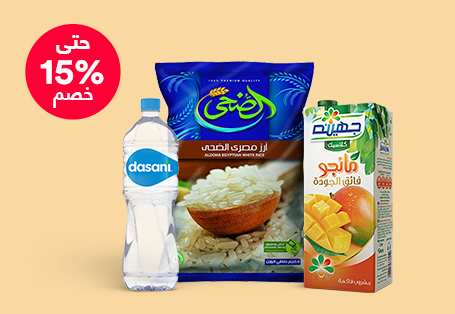 حتى
15%
خصم
dasani
100% PREMIUM QUALITY
الضحى
أرز مصرى الضحى
ALDOHA EGYPTIAN WHITE RICE
جهينة
كلاسيك
مانجو
فائق الجودة
مشروب فاكهة